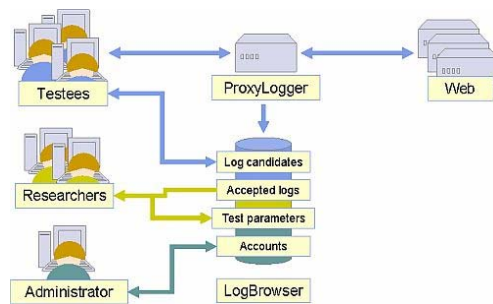 Testees
ProxyLogger
Web
Log candidates
Accepted logs
Researchers
Test parameters
Accounts
Administrator
LogBrowser